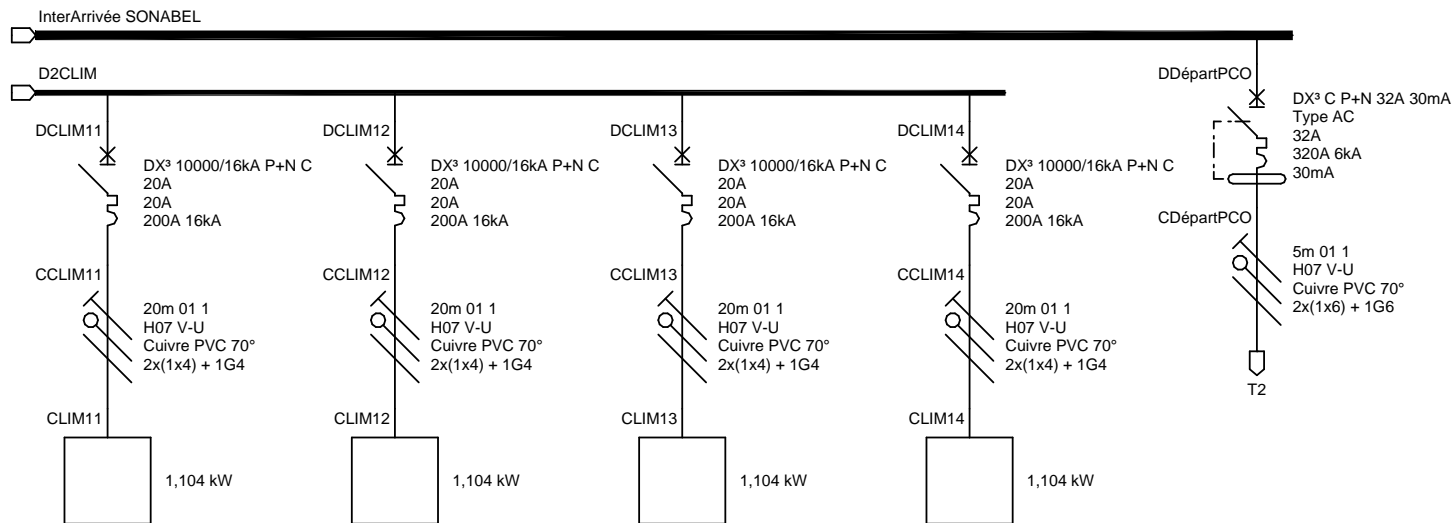 InterArrivée SONABEL
D2CLIM
DDépartPCO
DX³ C P+N 32A 30mA
Type AC
32A
320A 6kA
30mA
DCLIM11
DX³ 10000/16kA P+N C
20A
20A
200A 16kA
DCLIM12
DX³ 10000/16kA P+N C
20A
20A
200A 16kA
DCLIM13
DX³ 10000/16kA P+N C
20A
20A
200A 16kA
DCLIM14
DX³ 10000/16kA P+N C
20A
20A
200A 16kA
CDépartPCO
5m 01 1
H07 V-U
Cuivre PVC 70°
2x(1x6) + 1G6
CCLIM11
20m 01 1
H07 V-U
Cuivre PVC 70°
2x(1x4) + 1G4
CCLIM12
20m 01 1
H07 V-U
Cuivre PVC 70°
2x(1x4) + 1G4
CCLIM13
20m 01 1
H07 V-U
Cuivre PVC 70°
2x(1x4) + 1G4
CCLIM14
20m 01 1
H07 V-U
Cuivre PVC 70°
2x(1x4) + 1G4
T2
CLIM11
1,104 kW
CLIM12
1,104 kW
CLIM13
1,104 kW
CLIM14
1,104 kW